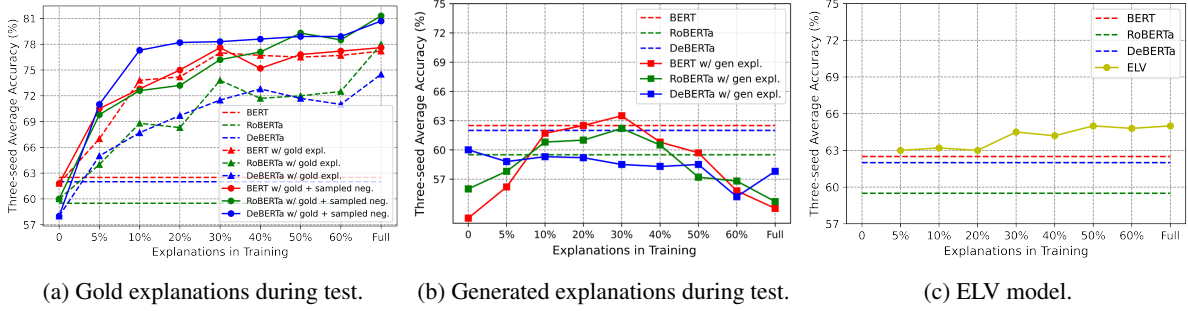 81
78
75
72
69
66
63
60
57
0
5%
10%
20%
30%
40%
50%
60%
Full
Three-seed Average Accuracy (%)
Explanations in Training
BERT
RoBERTa
DeBERTa
BERT w/ gold expl.
RoBERTa w/ gold expl.
DeBERTa w/ gold expl.
BERT w/ gold + sampled neg.
RoBERTa w/ gold + sampled neg.
DeBERTa w/ gold + sampled neg.
(a) Gold explanations during test.
75
72
69
66
63
60
57
0
5%
10%
20%
30%
40%
50%
60%
Full
Three-seed Average Accuracy (%)
Explanations in Training
BERT
RoBERTa
DeBERTa
BERT w/ gen expl.
RoBERTa w/ gen expl.
DeBERTa w/ gen expl.
(b) Generated explanations during test.
75
72
69
66
63
60
57
0
5%
10%
20%
30%
40%
50%
60%
Full
Three-seed Average Accuracy (%)
Explanations in Training
BERT
RoBERTa
DeBERTa
ELV
(c) ELV model.